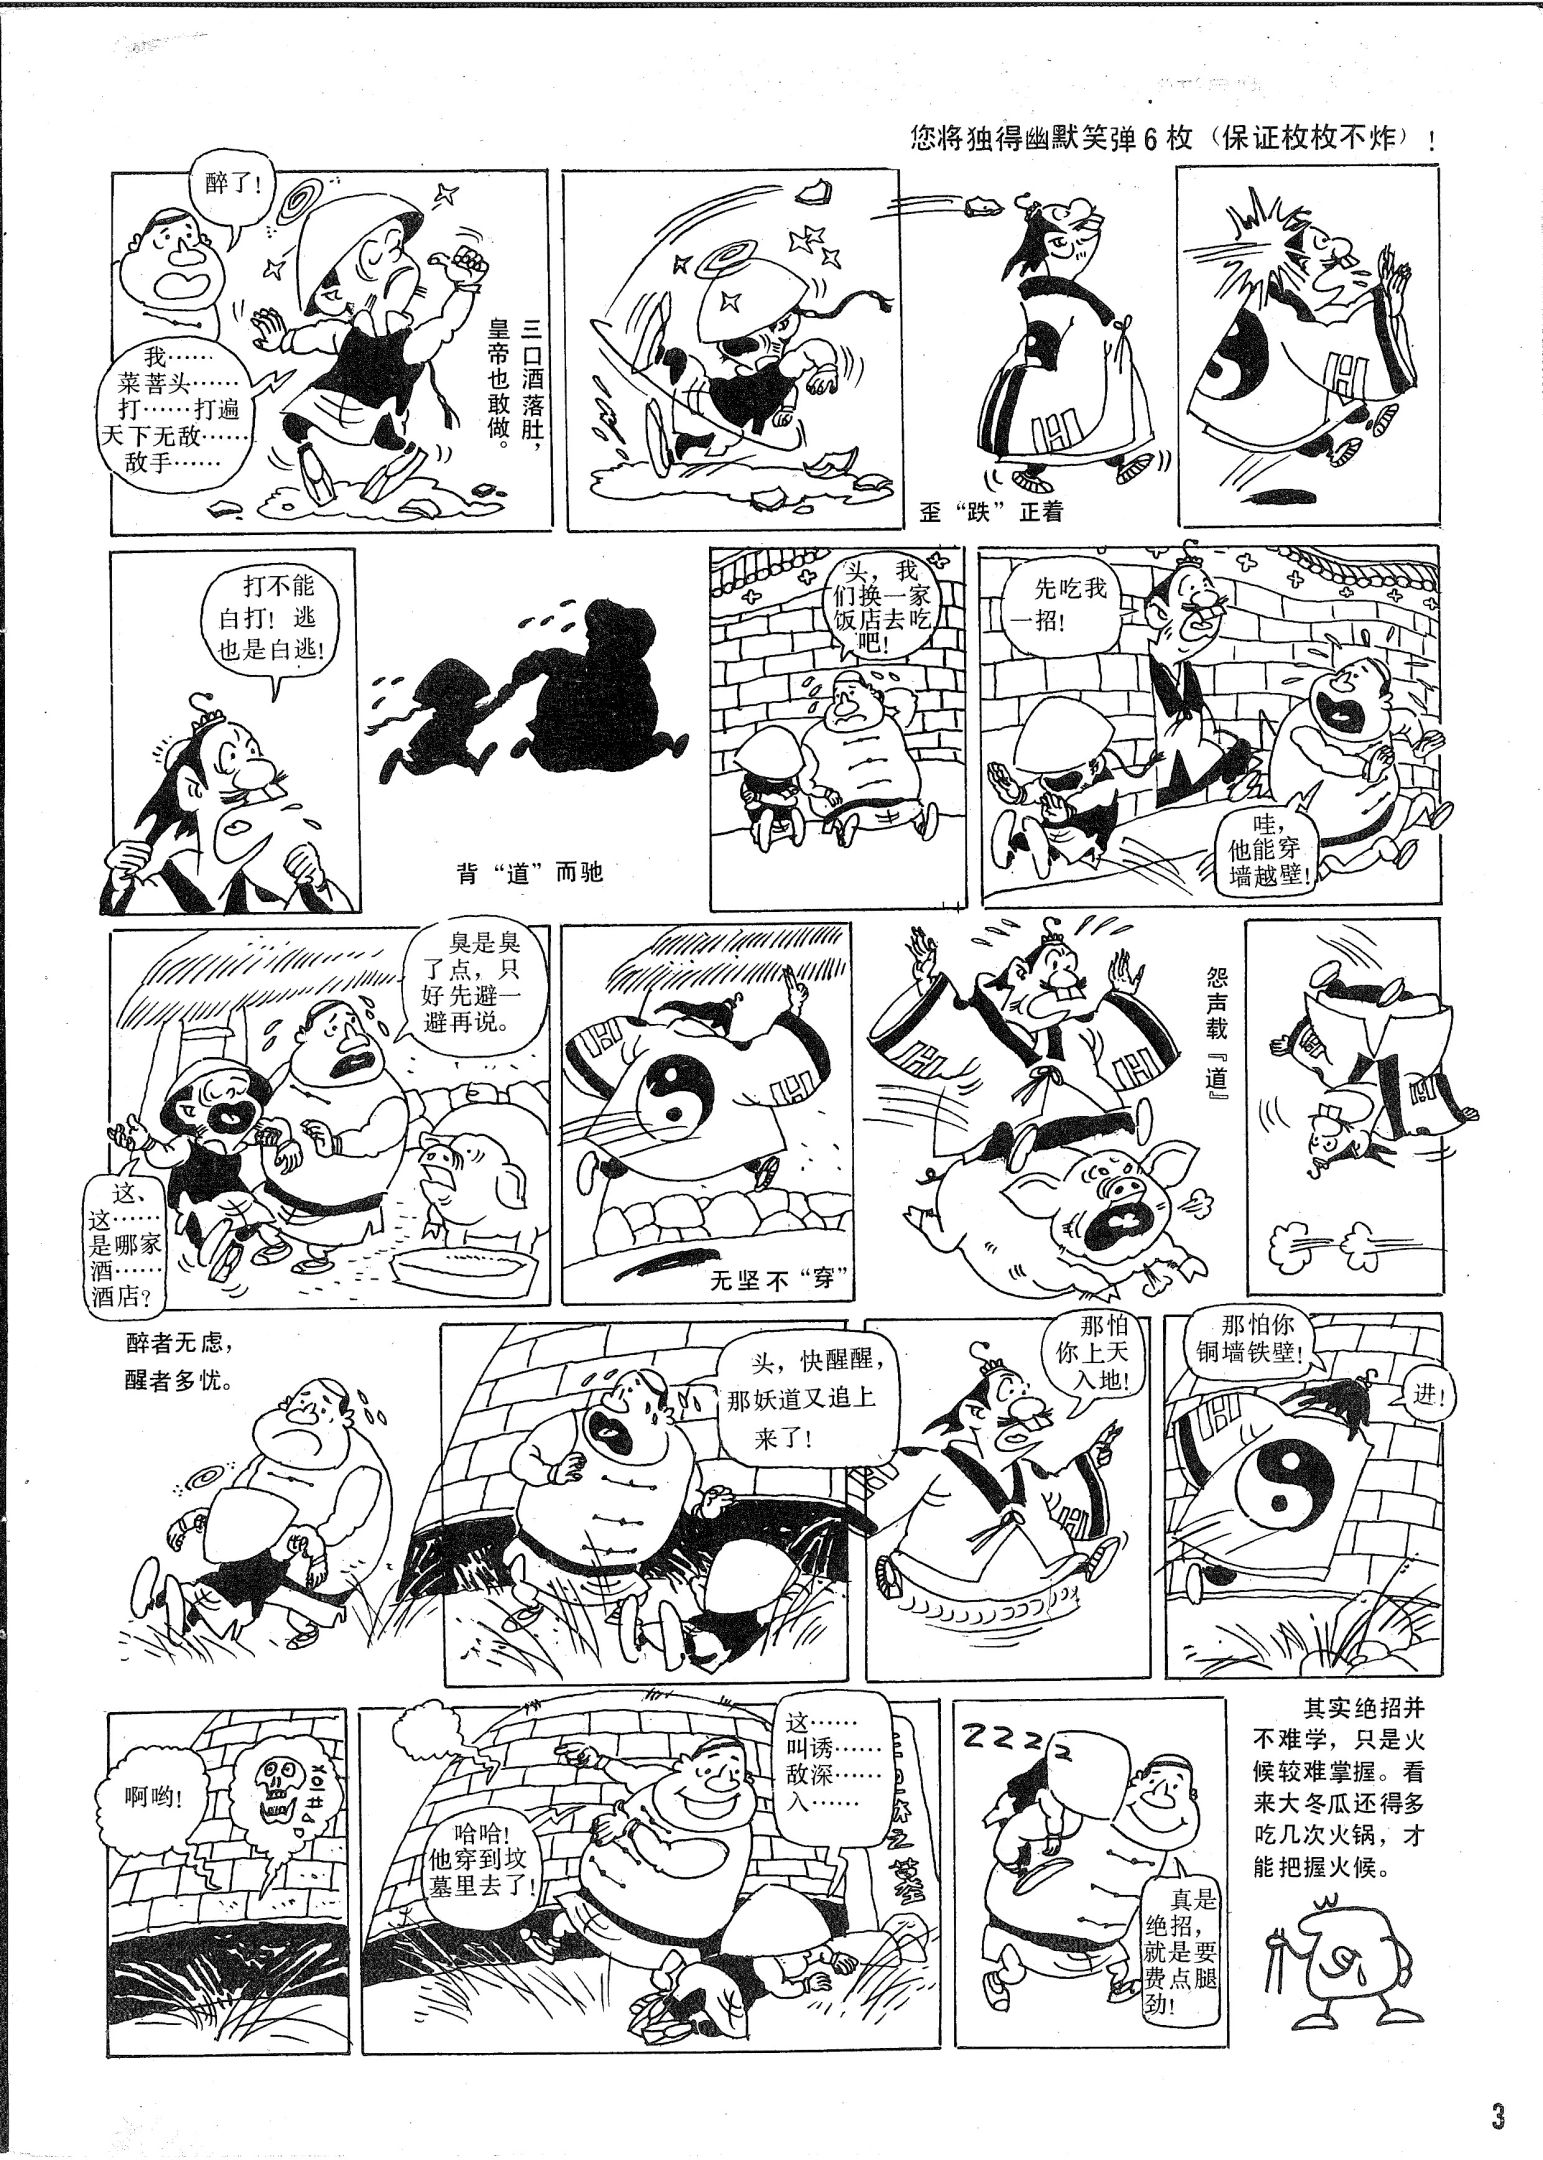 您将独得幽默笑弹6枚（保证枚枚不炸）！
醉了！
我……
菜菩头……
打……打遍
天下无敌……
敌手……
三口酒落肚，
皇帝也敢做。
歪“跌”正着
打不能
白打！逃
也是白逃！
背“道”而驰
头，我
们换一家
饭店去吃
吧！
先吃我
一招！
哇，
他能穿
墙越壁！
臭是臭
了点，只
好先避一
避再说。
这、
这……
是哪家
酒……
酒店？
无坚不“穿”
怨声载『道』
醉者无虑，
醒者多忧。
头，快醒醒，
那妖道又追上
来了！
那怕
你上天
入地！
那怕你
铜墙铁壁！
进！
啊哟！
哈哈！
他穿到坟
墓里去了！
这……
叫诱……
敌深……
入……
之墓
ZZZZ
真是
绝招，
就是要
费点腿
劲！
其实绝招并
不难学，只是火
候较难掌握。看
来大冬瓜还得多
吃几次火锅，才
能把握火候。
3